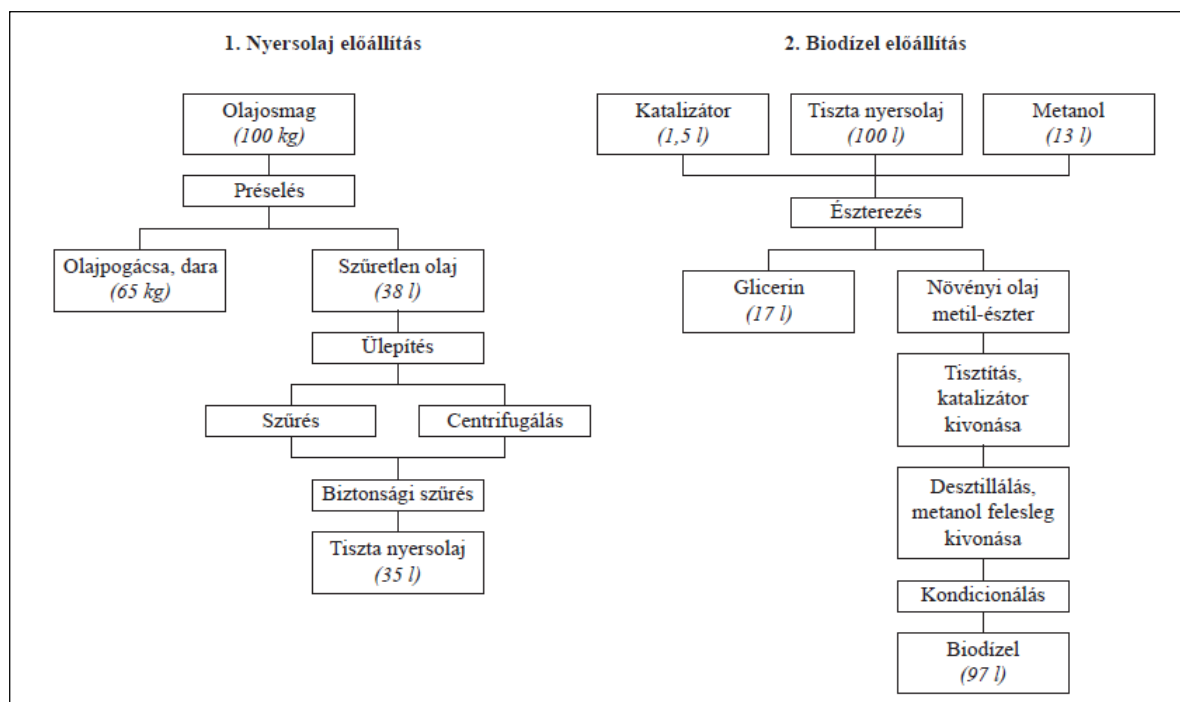 1. Nyersolaj előállítás
Olajosmag
(100 kg)
Préselés
Olajpogácsa, dara
(65 kg)
Szűretlen olaj
(38 l)
Ülepítés
Szűrés
Centrifugálás
Biztonsági szűrés
Tiszta nyersolaj
(35 l)
2. Biodízel előállítás
Katalizátor
(1,5 l)
Tiszta nyersolaj
(100 l)
Metanol
(13 l)
Észterezés
Glicerin
(17 l)
Növényi olaj
metil-észter
Tisztítás,
katalizátor
kivonása
Desztillálás,
metanol felesleg
kivonása
Kondicionálás
Biodízel
(97 l)